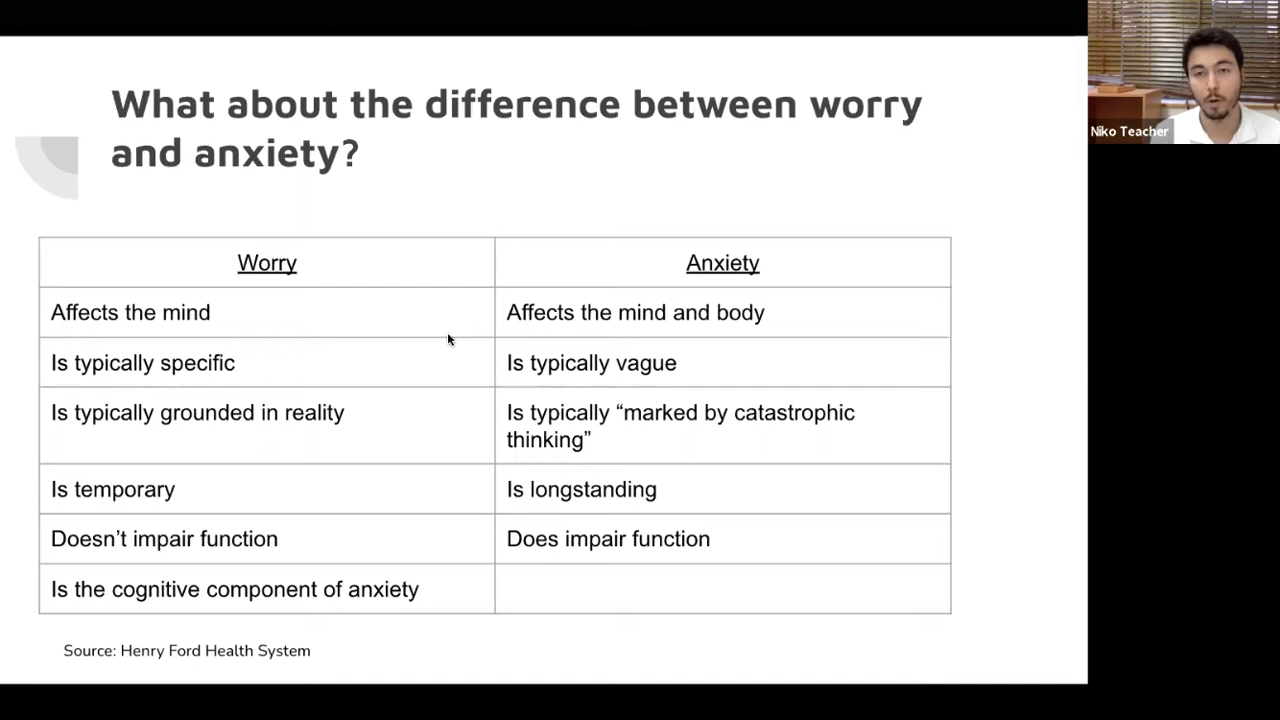 What about the difference between worry
and anxiety?
Niko Teacher
Worry
Anxiety
Affects the mind
Affects the mind and body
Is typically specific
Is typically vague
Is typically grounded in reality
Is typically “marked by catastrophic
thinking”
Is temporary
Is longstanding
Doesn’t impair function
Does impair function
Is the cognitive component of anxiety
Source: Henry Ford Health System